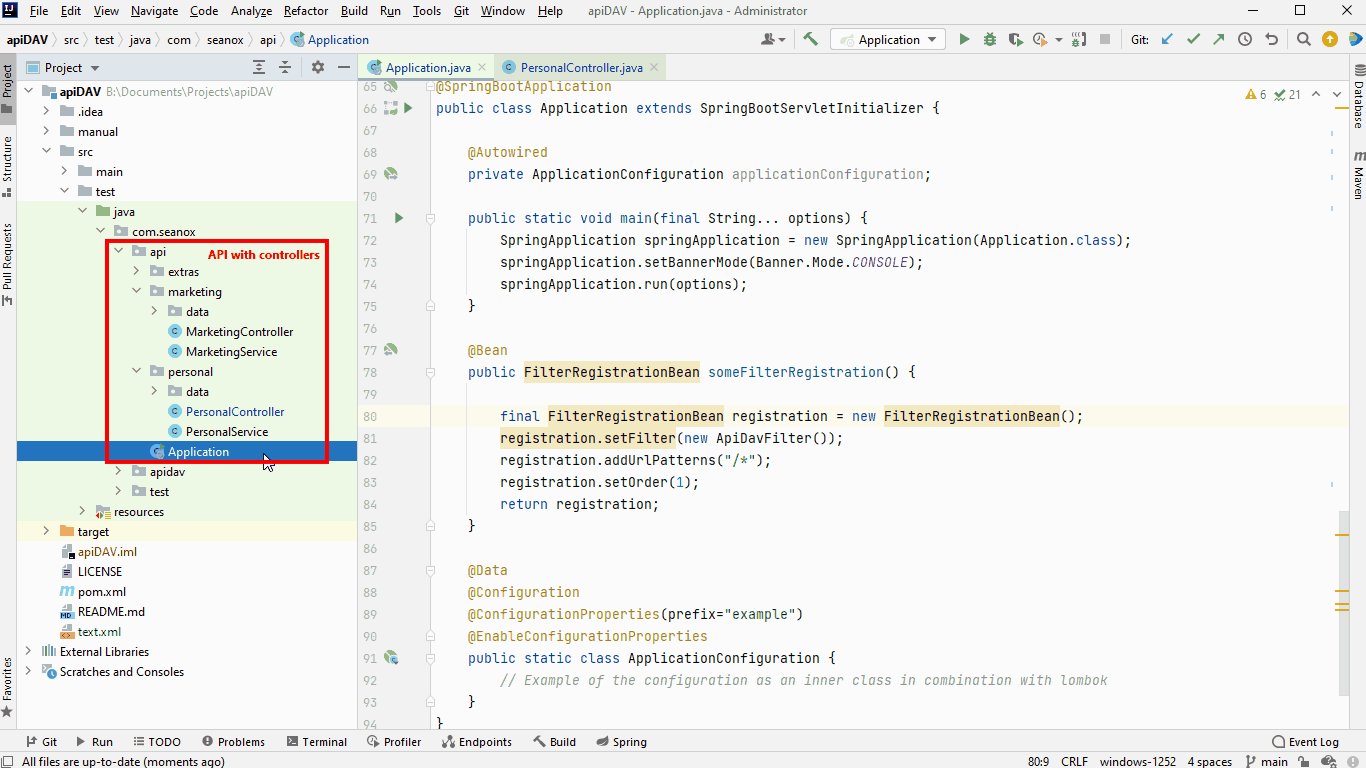 File Edit View Navigate Code Analyze Refactor Build Run Tools Git Window Help apiDAV - Application.java - Administrator
apiDAV src test java com seanox api Application Application Git:
Project
Application.java PersonalController.java
Project
Structure
Pull Requests
Favorites
apiDAV B:\Documents\Projects\apiDAV
.idea
manual
src
main
test
java
com.seanox
api
API with controllers
extras
marketing
data
MarketingController
MarketingService
personal
data
PersonalController
PersonalService
Application
apidav
test
resources
target
apiDAV.iml
LICENSE
pom.xml
README.md
text.xml
External Libraries
Scratches and Consoles
6 21
65 @SpringBootApplication
66 public class Application extends SpringBootServletInitializer {
67
68 @Autowired
69 private ApplicationConfiguration applicationConfiguration;
70
71 public static void main(final String... options) {
72 SpringApplication springApplication = new SpringApplication(Application.class);
73 springApplication.setBannerMode(Banner.Mode.CONSOLE);
74 springApplication.run(options);
75 }
76
77 @Bean
78 public FilterRegistrationBean someFilterRegistration() {
79
80 final FilterRegistrationBean registration = new FilterRegistrationBean();
81 registration.setFilter(new ApiDavFilter());
82 registration.addUrlPatterns("/*");
83 registration.setOrder(1);
84 return registration;
85 }
86
87 @Data
88 @Configuration
89 @ConfigurationProperties(prefix="example")
90 @EnableConfigurationProperties
91 public static class ApplicationConfiguration {
92 // Example of the configuration as an inner class in combination with lombok
93 }
94 }
Database
Maven
Git Run TODO Problems Terminal Profiler Endpoints Build Spring Event Log
All files are up-to-date (moments ago) 80:9 CRLF windows-1252 4 spaces main